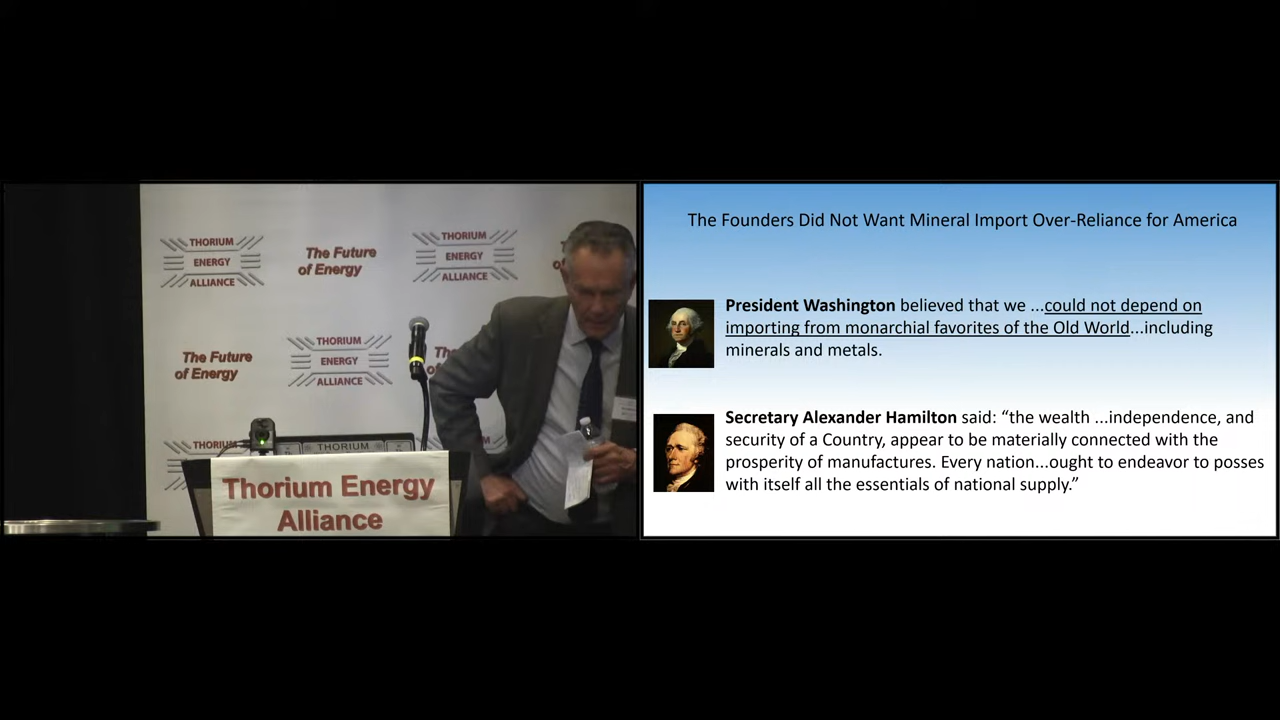 THORIUM
ENERGY
ALLIANCE
The Future
of Energy
THORIUM
ENERGY
ALLIANCE
The Future
of Energy
THORIUM
ENERGY
ALLIANCE
THORIUM
THORIUM
Thorium Energy
Alliance
The Founders Did Not Want Mineral Import Over-Reliance for America
President Washington believed that we ...could not depend on
importing from monarchial favorites of the Old World...including
minerals and metals.
Secretary Alexander Hamilton said: “the wealth ...independence, and
security of a Country, appear to be materially connected with the
prosperity of manufactures. Every nation...ought to endeavor to posses
with itself all the essentials of national supply.”